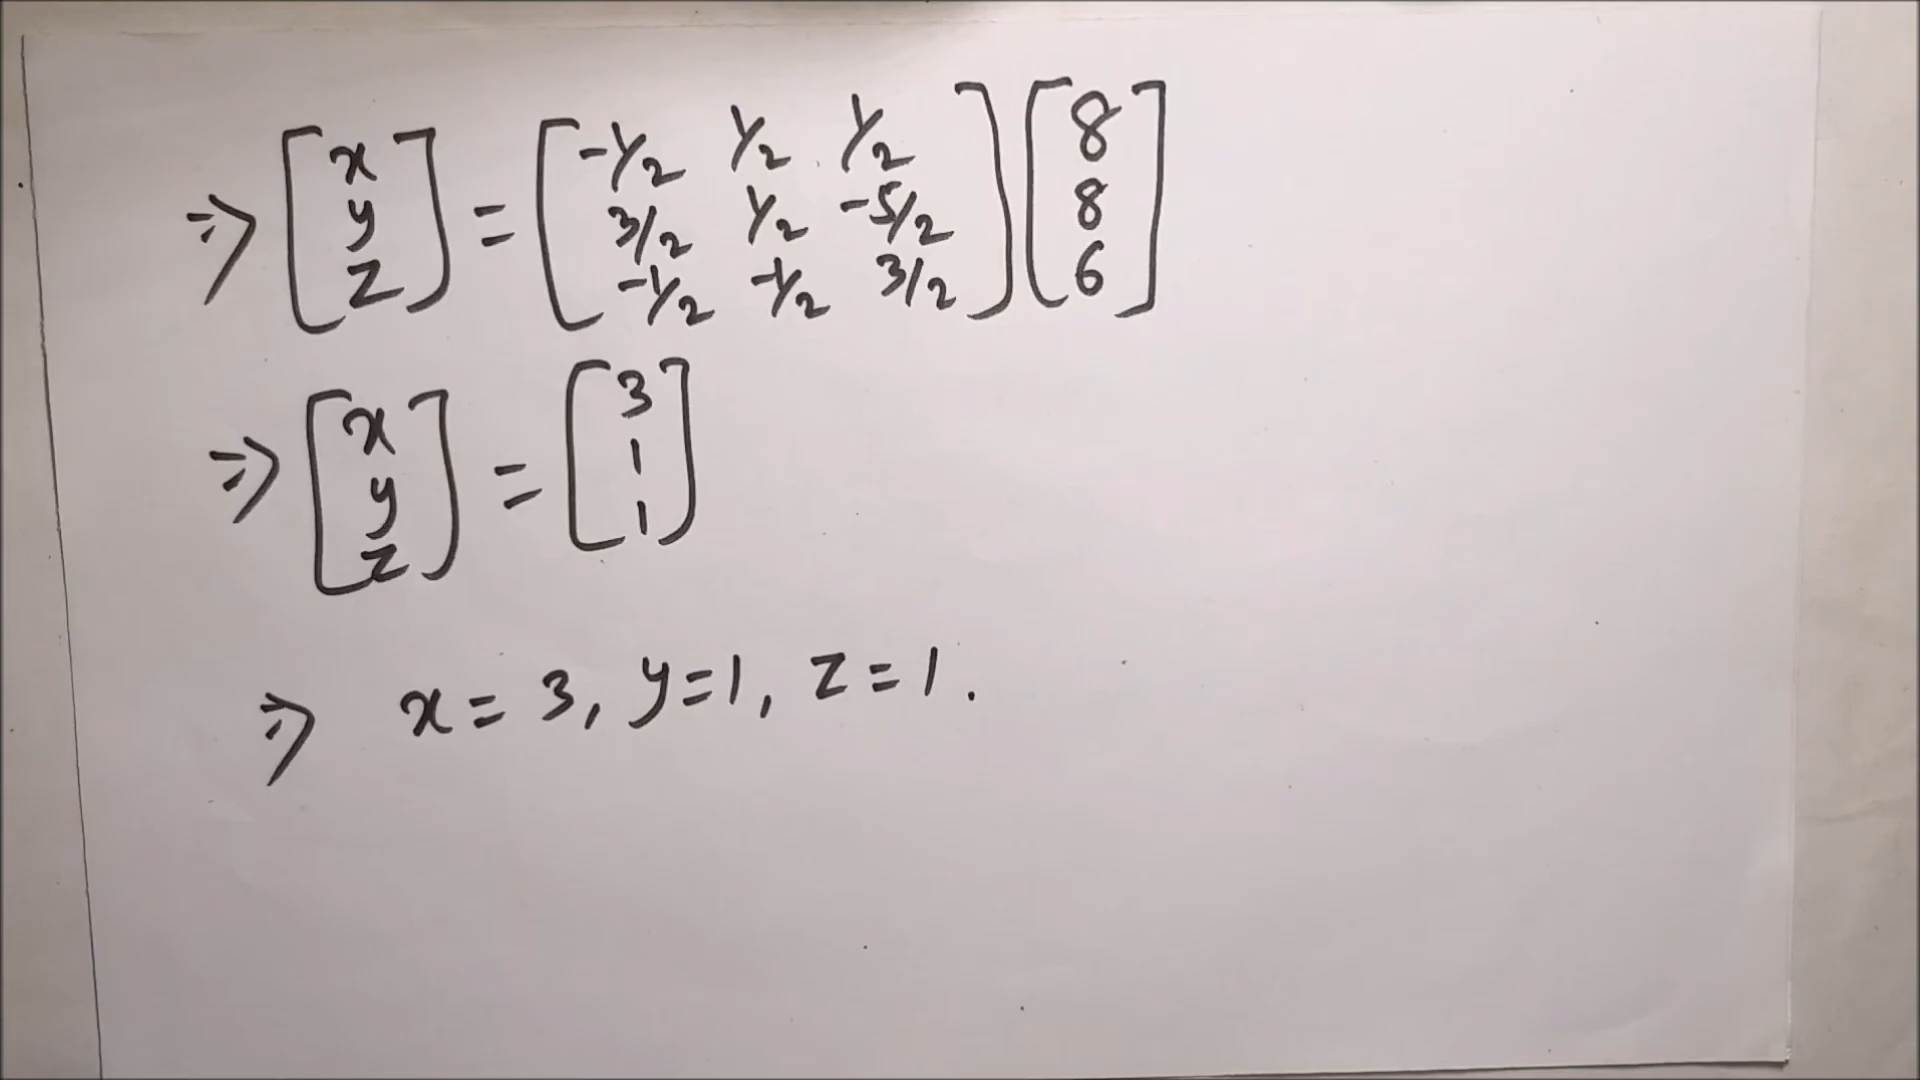 ⇒ [x y z] = [-1/2 1/2 1/2 3/2 1/2 -5/2 -1/2 -1/2 3/2] [8 8 6]
⇒ [x y z] = [3 1 1]
⇒ x = 3, y=1, z=1.